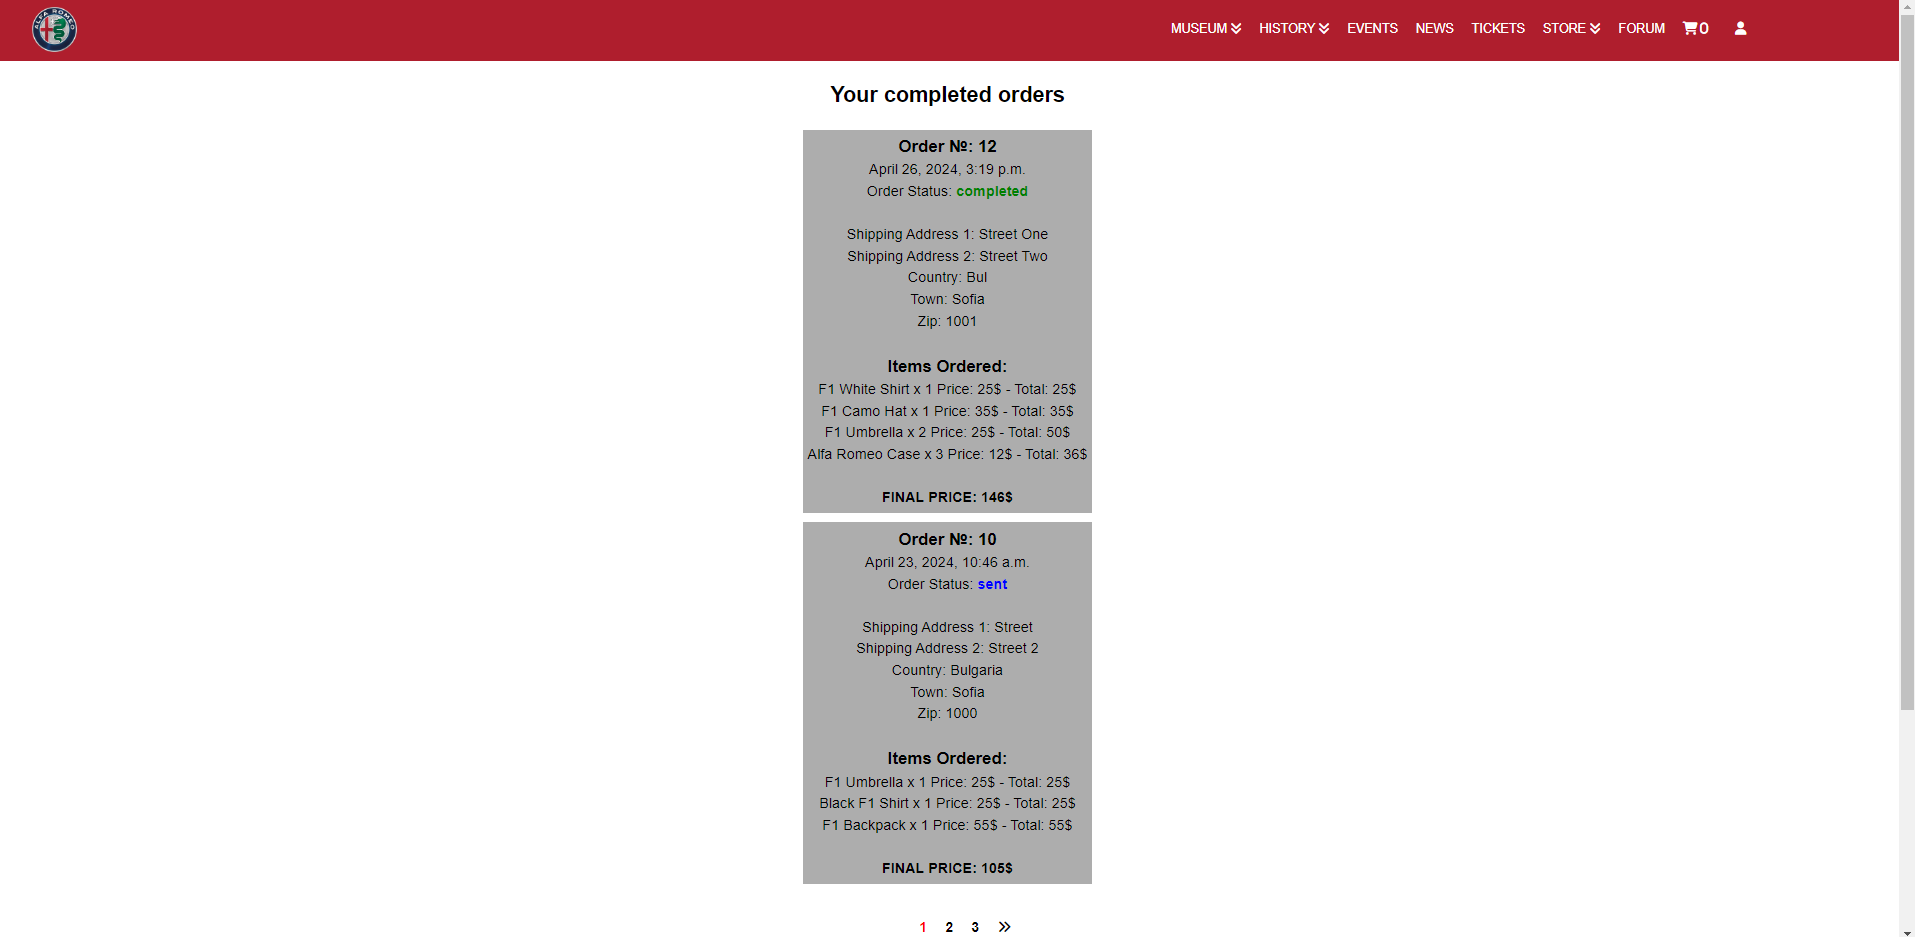 ALFA ROMEO
MUSEUM HISTORY EVENTS NEWS TICKETS STORE FORUM 0
Your completed orders
Order №: 12
April 26, 2024, 3:19 p.m.
Order Status: completed
Shipping Address 1: Street One
Shipping Address 2: Street Two
Country: Bul
Town: Sofia
Zip: 1001
Items Ordered:
F1 White Shirt x 1 Price: 25$ - Total: 25$
F1 Camo Hat x 1 Price: 35$ - Total: 35$
F1 Umbrella x 2 Price: 25$ - Total: 50$
Alfa Romeo Case x 3 Price: 12$ - Total: 36$
FINAL PRICE: 146$
Order №: 10
April 23, 2024, 10:46 a.m.
Order Status: sent
Shipping Address 1: Street
Shipping Address 2: Street 2
Country: Bulgaria
Town: Sofia
Zip: 1000
Items Ordered:
F1 Umbrella x 1 Price: 25$ - Total: 25$
Black F1 Shirt x 1 Price: 25$ - Total: 25$
F1 Backpack x 1 Price: 55$ - Total: 55$
FINAL PRICE: 105$
1 2 3 »